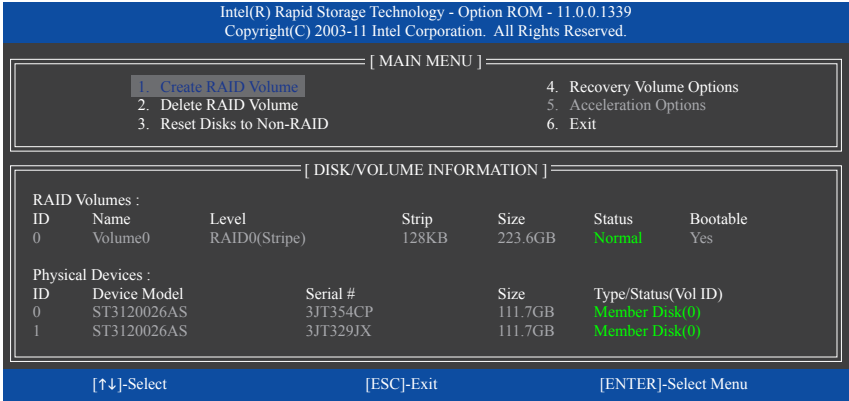 Intel(R) Rapid Storage Technology - Option ROM - 11.0.0.1339
Copyright(C) 2003-11 Intel Corporation.  All Rights Reserved.
[ MAIN MENU ]
1. Create RAID Volume
2. Delete RAID Volume
3. Reset Disks to Non-RAID
4. Recovery Volume Options
5. Acceleration Options
6. Exit
[ DISK/VOLUME INFORMATION ]
RAID Volumes :
ID Name Level Strip Size Status Bootable
0 Volume0 RAID0(Stripe) 128KB 223.6GB Normal Yes
Physical Devices :
ID Device Model Serial # Size Type/Status(Vol ID)
0 ST3120026AS 3JT354CP 111.7GB Member Disk(0)
1 ST3120026AS 3JT329JX 111.7GB Member Disk(0)
[↑↓]-Select [ESC]-Exit [ENTER]-Select Menu